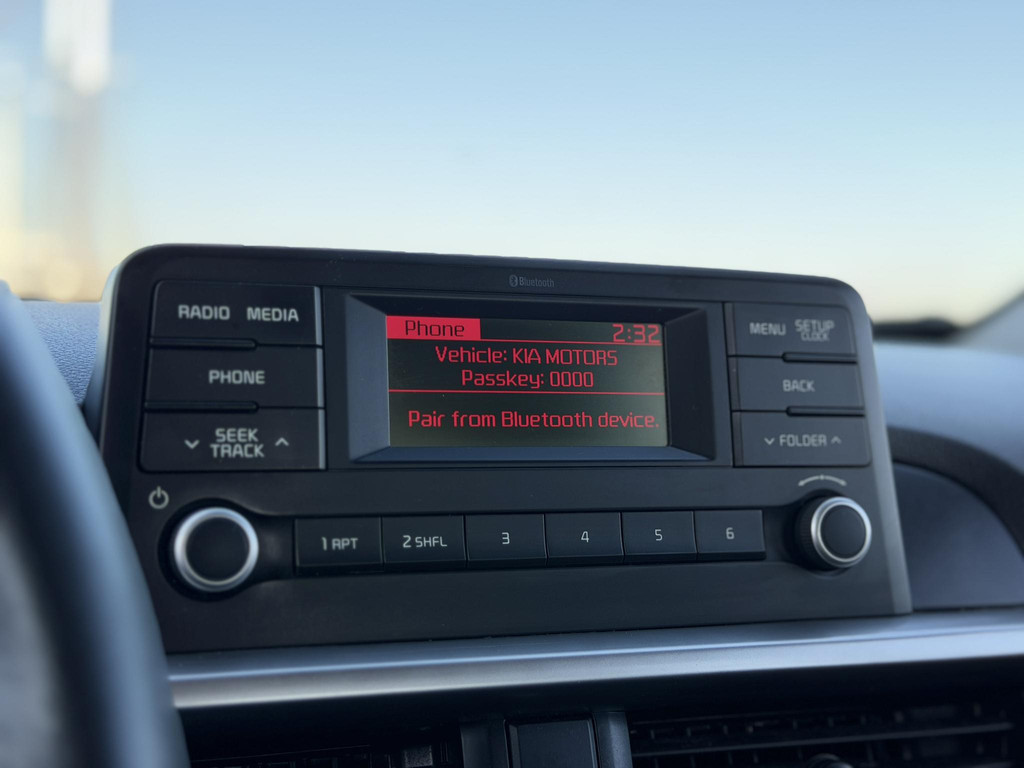 Bluetooth
RADIO MEDIA
PHONE
SEEK
TRACK
Phone 2:32
Vehicle: KIA MOTORS
Passkey: 0000
Pair from Bluetooth device.
MENU SETUP
CLOCK
BACK
FOLDER
1 RPT 2 SHFL 3 4 5 6